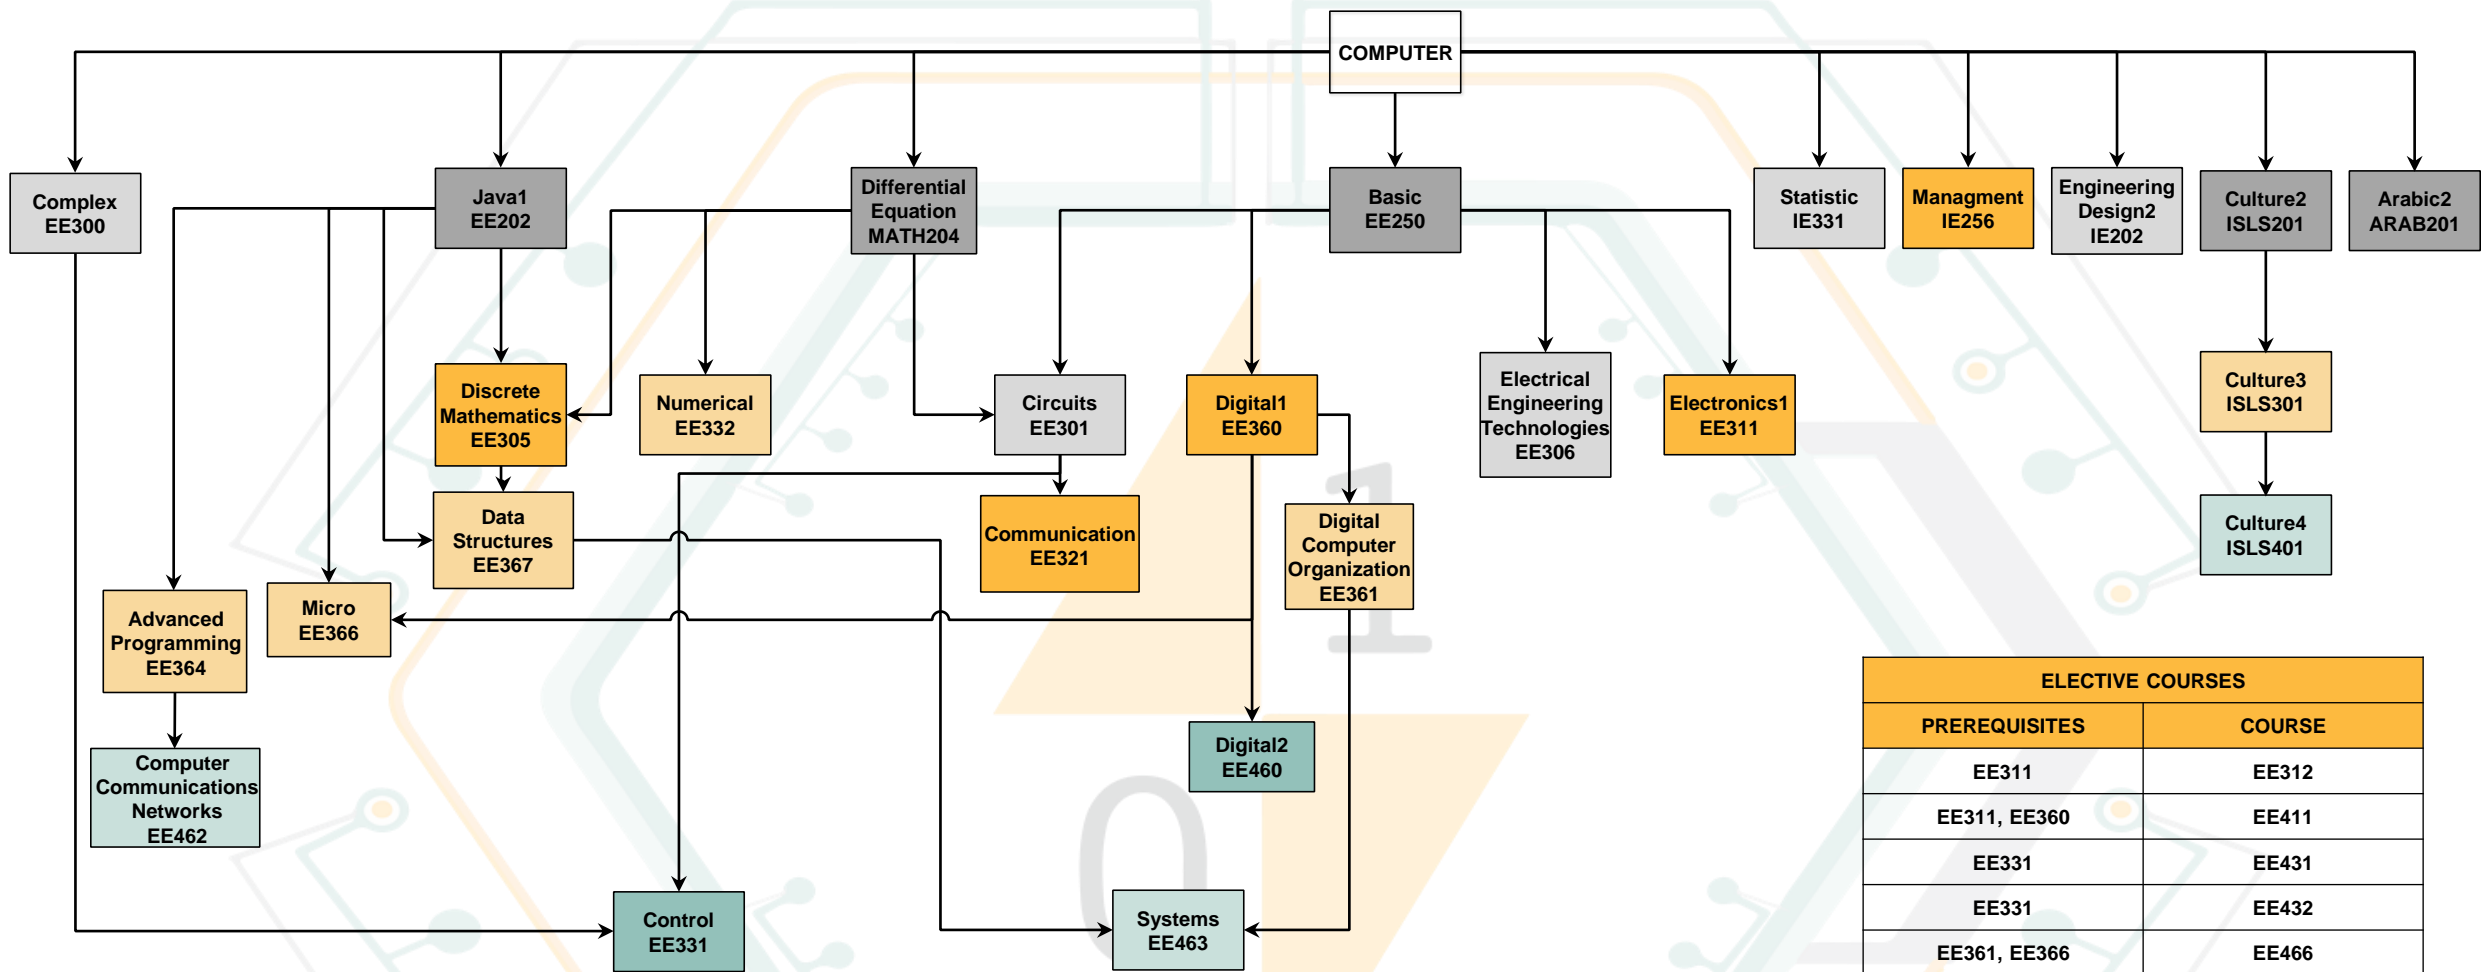 COMPUTER
Complex
EE300
Java1
EE202
Differential
Equation
MATH204
Basic
EE250
Statistic
IE331
Managment
IE256
Engineering
Design2
IE202
Culture2
ISLS201
Arabic2
ARAB201
Discrete
Mathematics
EE305
Numerical
EE332
Circuits
EE301
Digital1
EE360
Electrical
Engineering
Technologies
EE306
Electronics1
EE311
Culture3
ISLS301
Data
Structures
EE367
Communication
EE321
1
Digital
Computer
Organization
EE361
Culture4
ISLS401
Advanced
Programming
EE364
Micro
EE366
Digital2
EE460
Computer
Communications
Networks
EE462
0
Control
EE331
Systems
EE463
ELECTIVE COURSES
PREREQUISITES COURSE
EE311 EE312
EE311, EE360 EE411
EE331 EE431
EE331 EE432
EE361, EE366 EE466